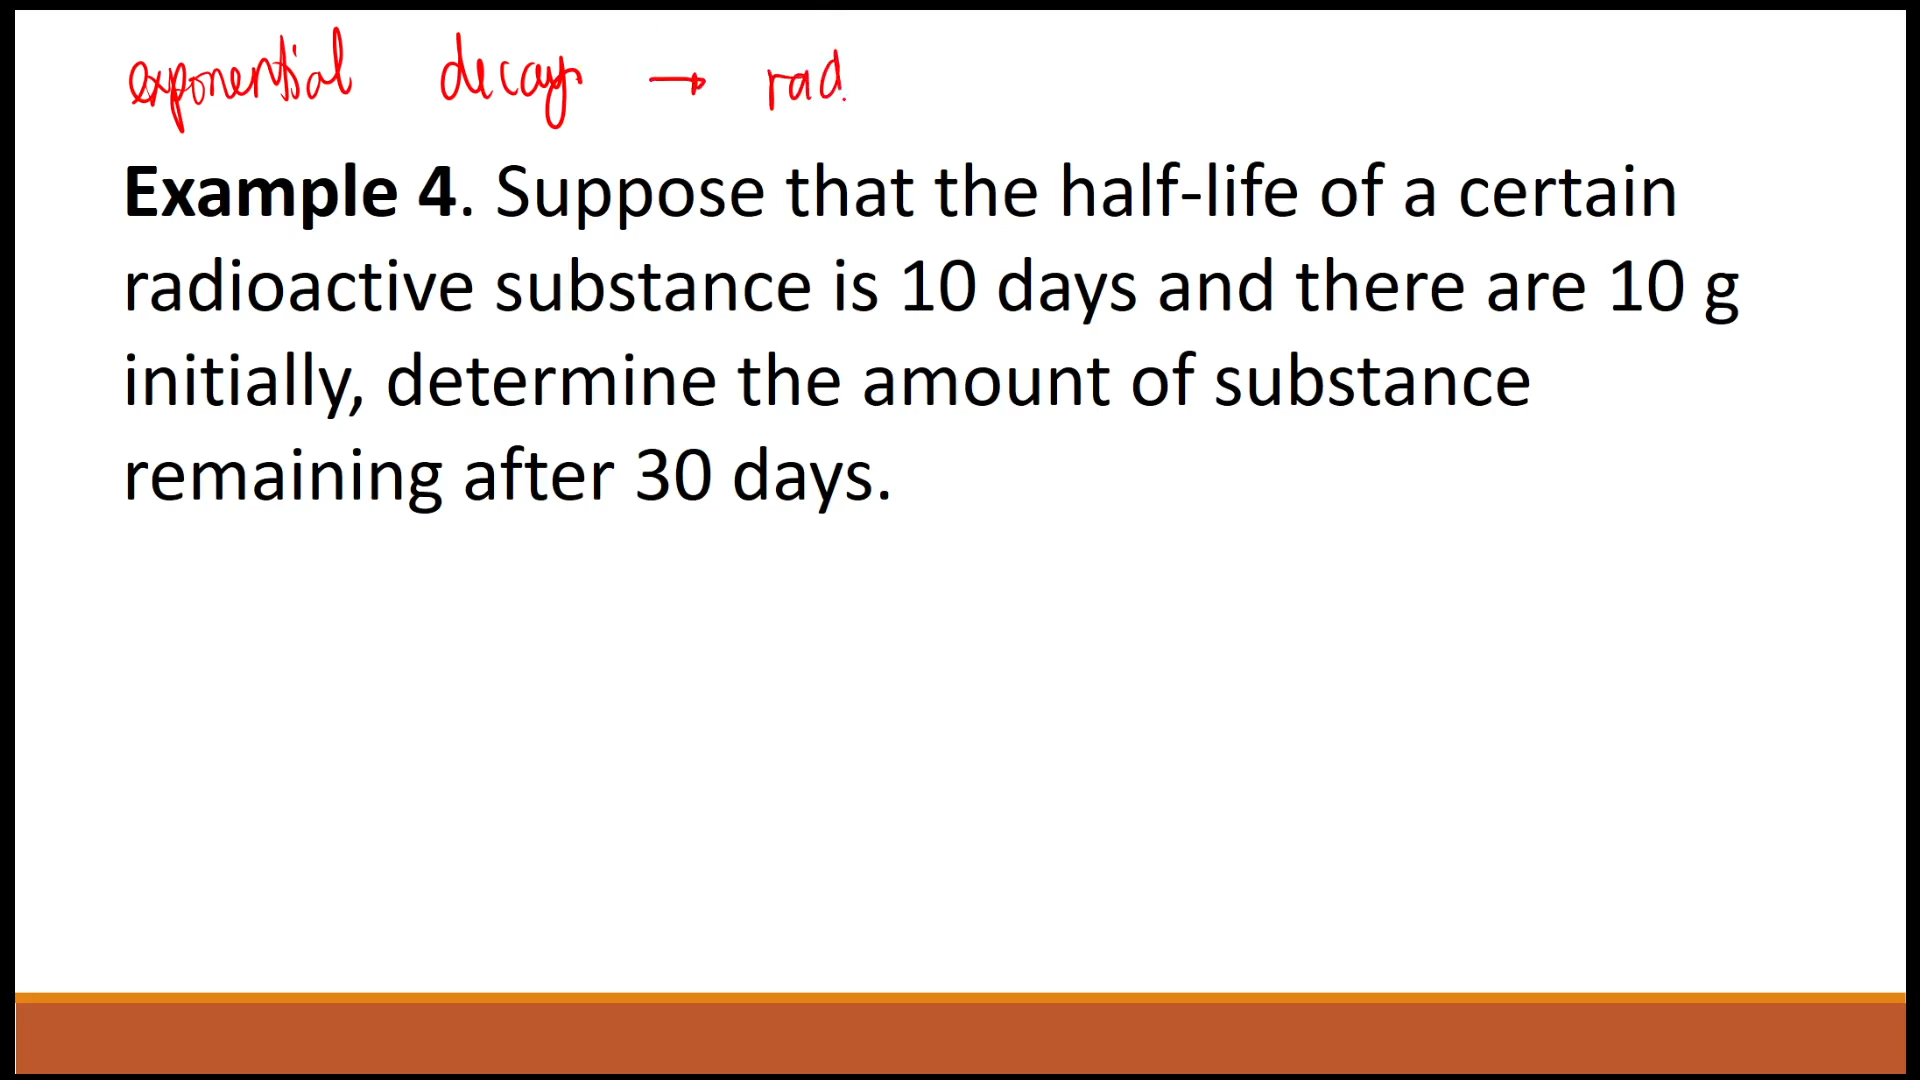 exponential decay → rad
Example 4. Suppose that the half-life of a certain
radioactive substance is 10 days and there are 10 g
initially, determine the amount of substance
remaining after 30 days.